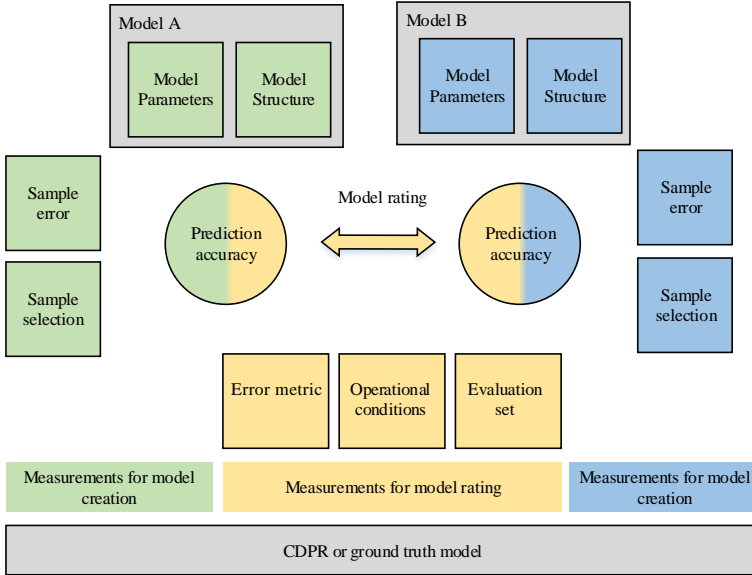 Model A
Model
Parameters
Model
Structure
Model B
Model
Parameters
Model
Structure
Sample
error
Sample
selection
Prediction
accuracy
Model rating
Prediction
accuracy
Sample
error
Sample
selection
Error metric
Operational
conditions
Evaluation
set
Measurements for model
creation
Measurements for model rating
Measurements for model
creation
CDPR or ground truth model